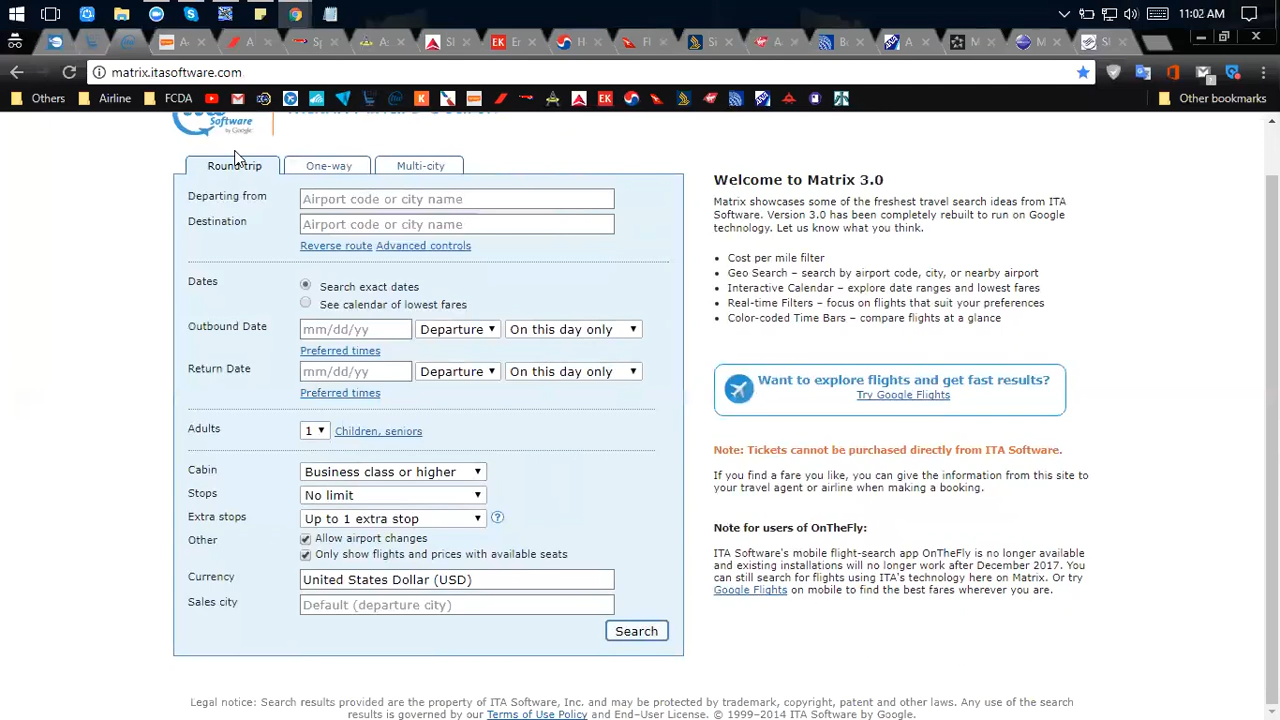 11:02 AM
A- A Sp As Sl EK Er H Fl Si A Bo A M M Sl
matrix.itasoftware.com
Others Airline FCDA K EK Other bookmarks
Software
by Google
Round-trip One-way Multi-city
Departing from Airport code or city name
Destination Airport code or city name
Reverse route Advanced controls
Dates Search exact dates
See calendar of lowest fares
Outbound Date mm/dd/yy Departure On this day only
Preferred times
Return Date mm/dd/yy Departure On this day only
Preferred times
Adults 1 Children, seniors
Cabin Business class or higher
Stops No limit
Extra stops Up to 1 extra stop ?
Other Allow airport changes
Only show flights and prices with available seats
Currency United States Dollar (USD)
Sales city Default (departure city)
Search
Welcome to Matrix 3.0
Matrix showcases some of the freshest travel search ideas from ITA
Software. Version 3.0 has been completely rebuilt to run on Google
technology. Let us know what you think.
• Cost per mile filter
• Geo Search – search by airport code, city, or nearby airport
• Interactive Calendar – explore date ranges and lowest fares
• Real-time Filters – focus on flights that suit your preferences
• Color-coded Time Bars – compare flights at a glance
Want to explore flights and get fast results?
Try Google Flights
Note: Tickets cannot be purchased directly from ITA Software.
If you find a fare you like, you can give the information from this site to
your travel agent or airline when making a booking.
Note for users of OnTheFly:
ITA Software's mobile flight-search app OnTheFly is no longer available
and existing installations will no longer work after December 2017. You
can still search for flights using ITA's technology here on Matrix. Or try
Google Flights on mobile to find the best fares wherever you are.
Legal notice: Search results provided are the property of ITA Software, Inc. and may be protected by trademark, copyright, patent and other laws. Any use of the search
results is governed by our Terms of Use Policy and End-User License. © 1999–2014 ITA Software by Google.